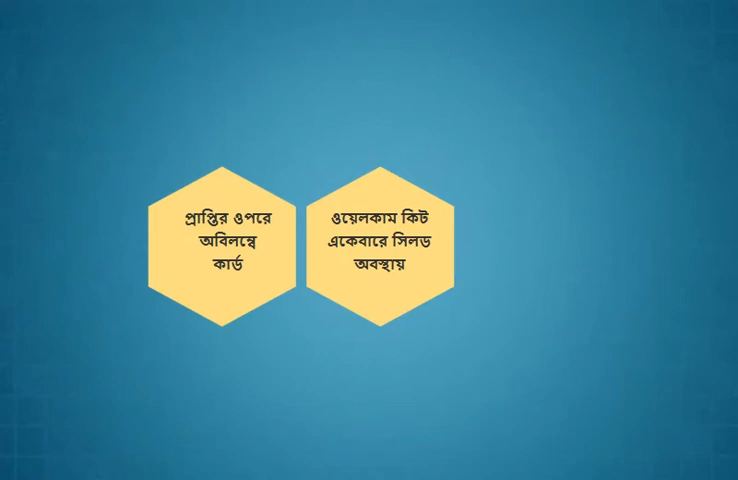 প্রাপ্তির ওপরে
অবিলম্বে
কার্ড
ওয়েলকাম কিট
একেবারে সিলড
অবস্থায়